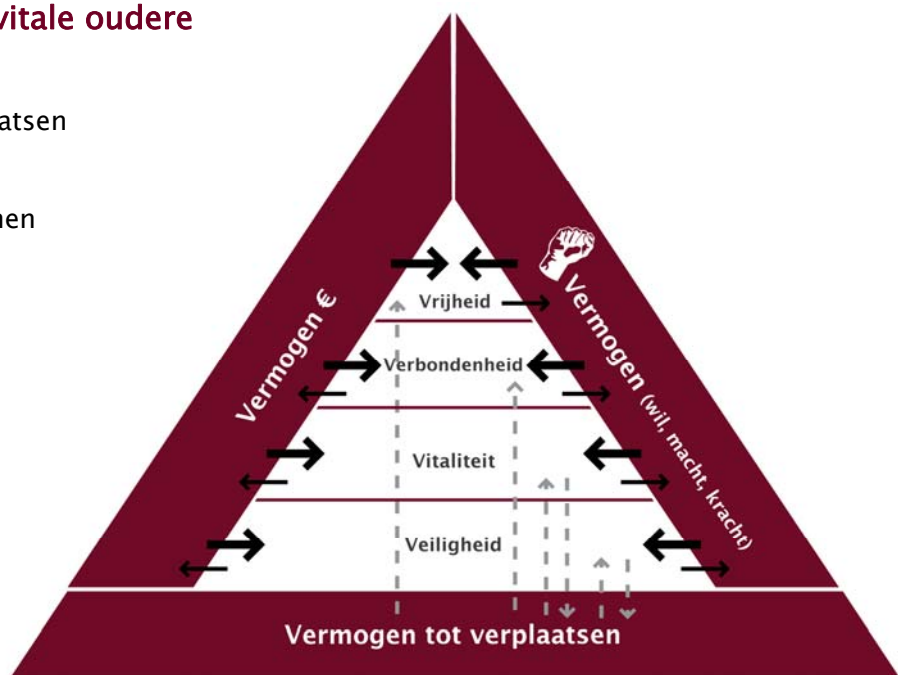 vitale oudere
atsen
nen
Vrijheid
Verbondenheid
Vitaliteit
Veiligheid
Vermogen €
Vermogen (wil, macht, kracht)
Vermogen tot verplaatsen